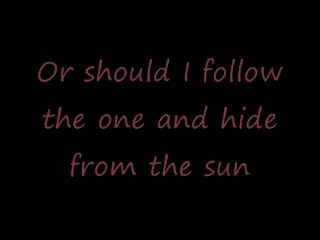 Or should I follow
the one and hide
from the sun